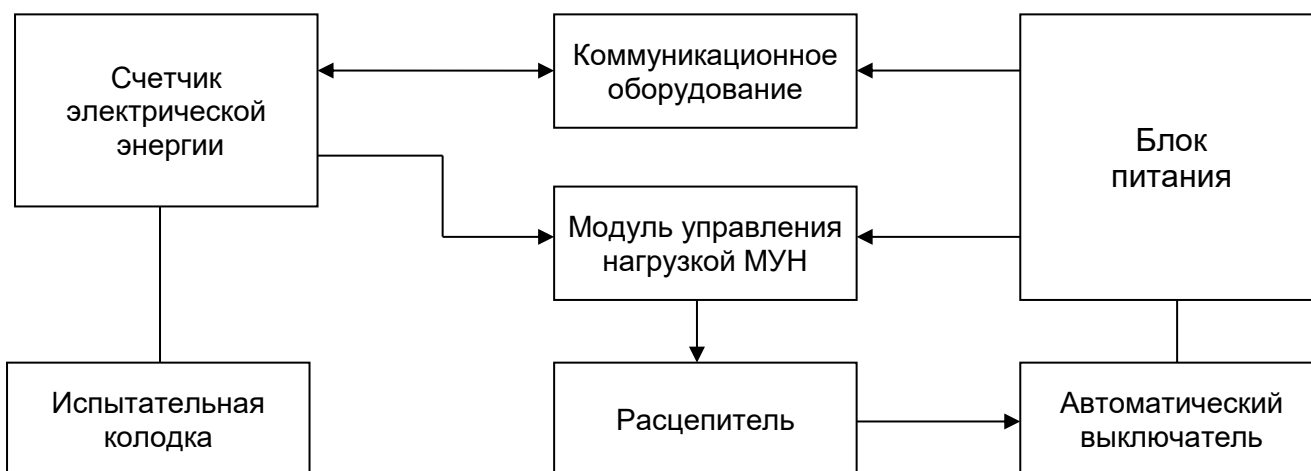 Счетчик
электрической
энергии
Коммуникационное
оборудование
Блок
питания
Модуль управления
нагрузкой МУН
Испытательная
колодка
Расцепитель
Автоматический
выключатель